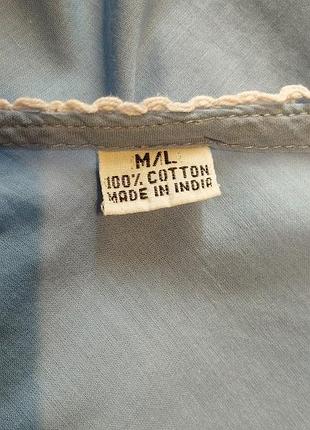 M/L
100% COTTON
MADE IN INDIA